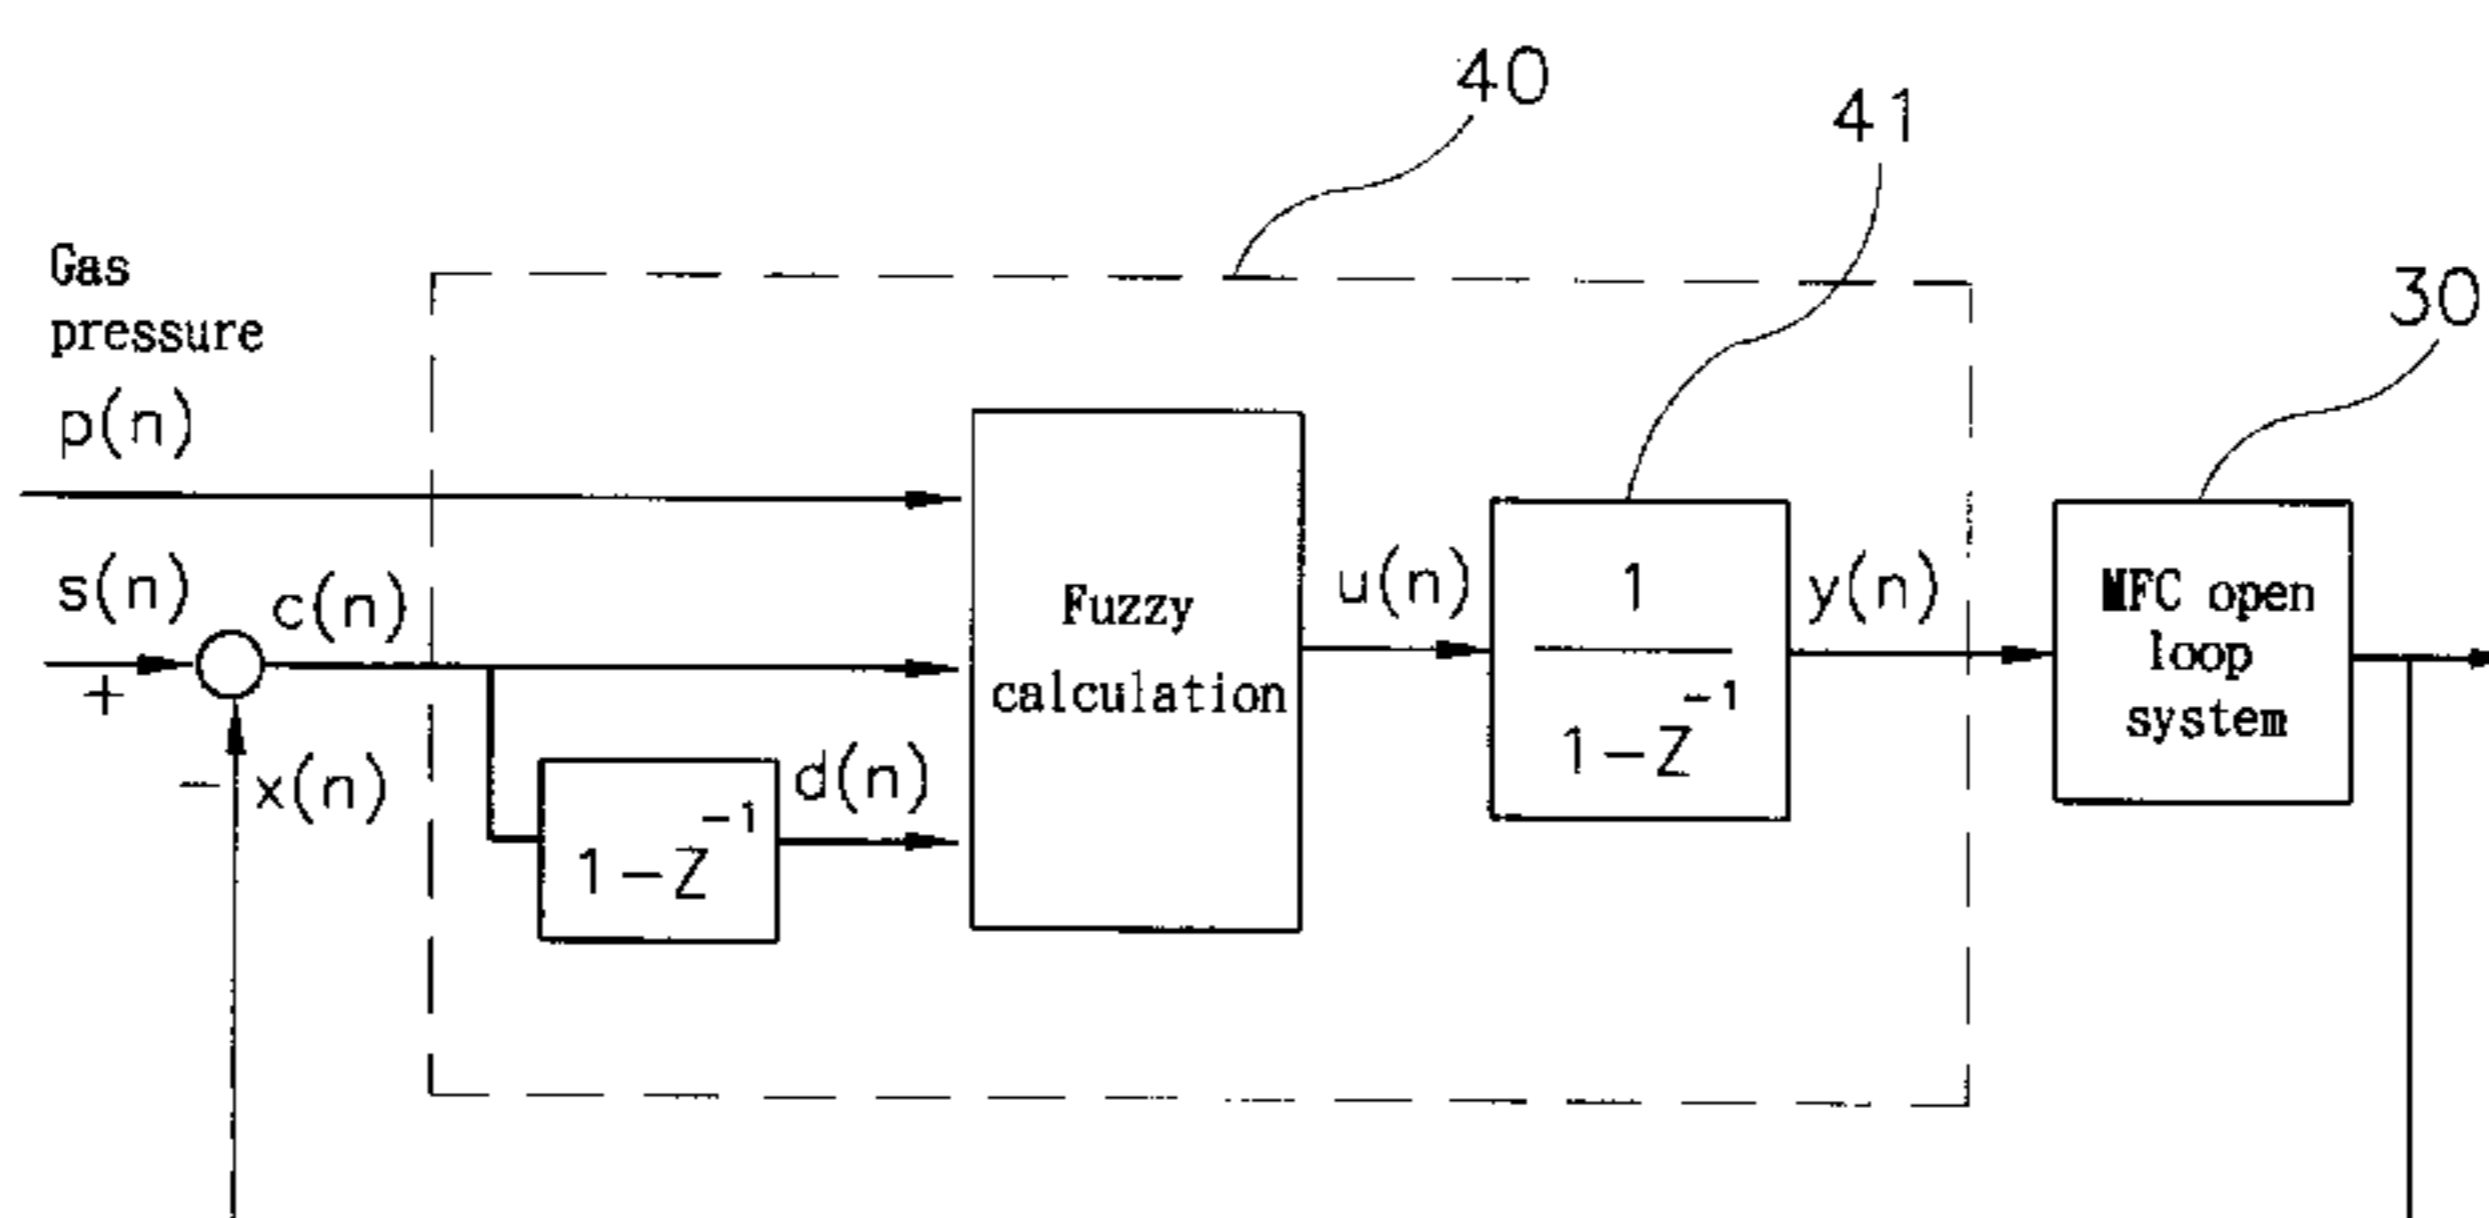 40
41
30
Gas
pressure
p(n)
s(n)
c(n)
+
- x(n)
d(n)
1-Z^-1
Fuzzy
calculation
u(n)
1
1-Z^-1
y(n)
MFC open
loop
system